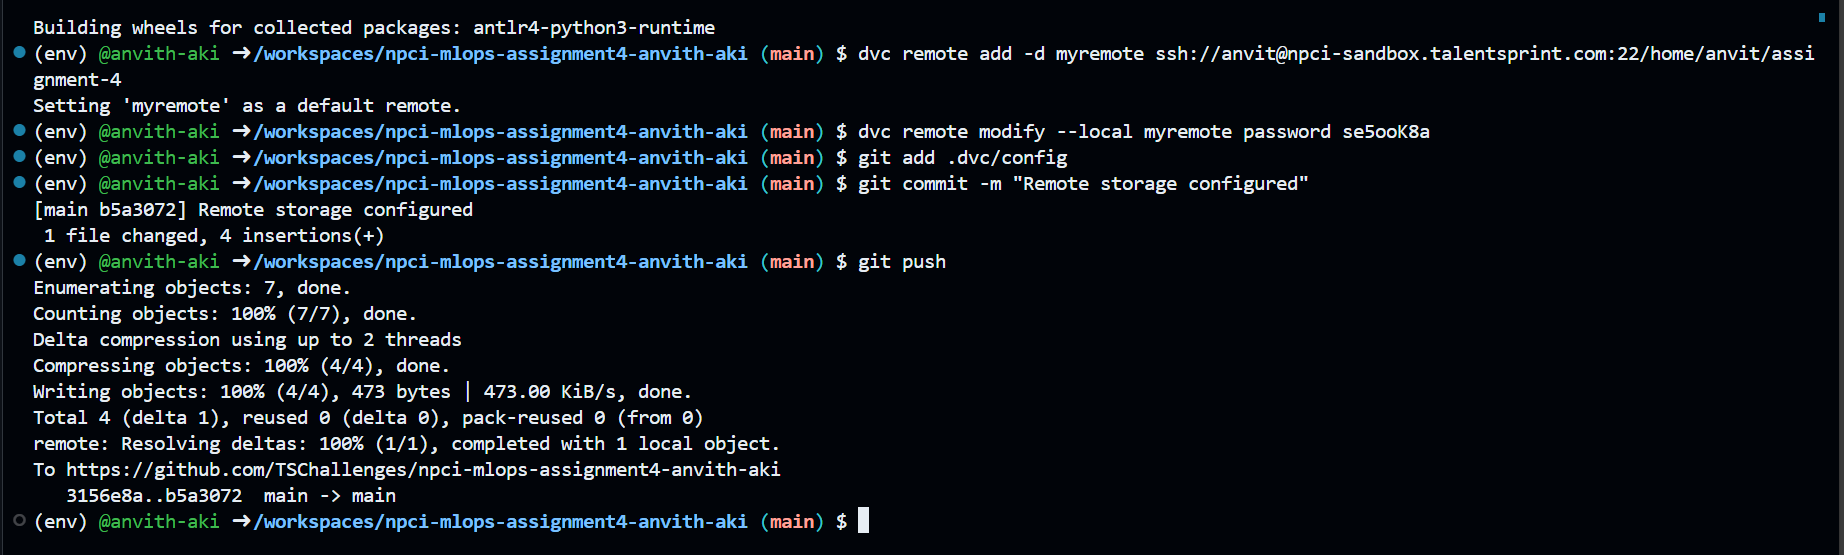 Building wheels for collected packages: antlr4-python3-runtime
(env) @anvith-aki ➜/workspaces/npci-mlops-assignment4-anvith-aki (main) $ dvc remote add -d myremote ssh://anvit@npci-sandbox.talentsprint.com:22/home/anvit/assi
gnment-4
Setting 'myremote' as a default remote.
(env) @anvith-aki ➜/workspaces/npci-mlops-assignment4-anvith-aki (main) $ dvc remote modify --local myremote password se5ooK8a
(env) @anvith-aki ➜/workspaces/npci-mlops-assignment4-anvith-aki (main) $ git add .dvc/config
(env) @anvith-aki ➜/workspaces/npci-mlops-assignment4-anvith-aki (main) $ git commit -m "Remote storage configured"
[main b5a3072] Remote storage configured
 1 file changed, 4 insertions(+)
(env) @anvith-aki ➜/workspaces/npci-mlops-assignment4-anvith-aki (main) $ git push
Enumerating objects: 7, done.
Counting objects: 100% (7/7), done.
Delta compression using up to 2 threads
Compressing objects: 100% (4/4), done.
Writing objects: 100% (4/4), 473 bytes | 473.00 KiB/s, done.
Total 4 (delta 1), reused 0 (delta 0), pack-reused 0 (from 0)
remote: Resolving deltas: 100% (1/1), completed with 1 local object.
To https://github.com/TSChallenges/npci-mlops-assignment4-anvith-aki
   3156e8a..b5a3072  main -> main
(env) @anvith-aki ➜/workspaces/npci-mlops-assignment4-anvith-aki (main) $